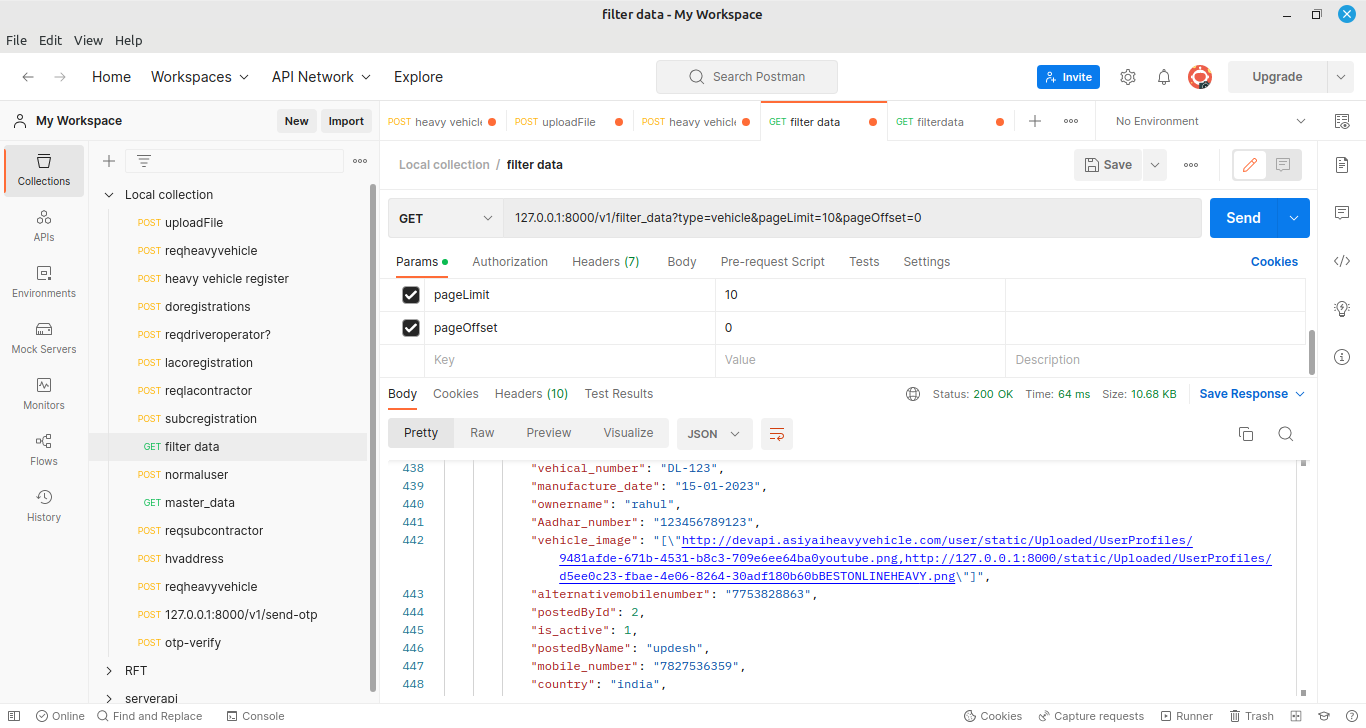 filter data - My Workspace
File Edit View Help
Home Workspaces API Network Explore Search Postman Invite Upgrade
My Workspace New Import
POST heavy vehicle POST uploadFile POST heavy vehicle GET filter data GET filterdata No Environment
Collections
APIs
Environments
Mock Servers
Monitors
Flows
History
Local collection
POST uploadFile
POST reqheavyvehicle
POST heavy vehicle register
POST doregistrations
POST reqdriveroperator?
POST lacoregistration
POST reqlacontractor
POST subcregistration
GET filter data
POST normaluser
GET master_data
POST reqsubcontractor
POST hvaddress
POST reqheavyvehicle
POST 127.0.0.1:8000/v1/send-otp
POST otp-verify
RFT
serverapi
Local collection / filter data Save
GET 127.0.0.1:8000/v1/filter_data?type=vehicle&pageLimit=10&pageOffset=0 Send
Params Authorization Headers (7) Body Pre-request Script Tests Settings Cookies
pageLimit 10
pageOffset 0
Key Value Description
Body Cookies Headers (10) Test Results Status: 200 OK Time: 64 ms Size: 10.68 KB Save Response
Pretty Raw Preview Visualize JSON
438 "vehical_number": "DL-123",
439 "manufacture_date": "15-01-2023",
440 "ownername": "rahul",
441 "Aadhar_number": "123456789123",
442 "vehicle_image": "[\"http://devapi.asiyaiheavyvehicle.com/user/static/Uploaded/UserProfiles/
9481afde-671b-4531-b8c3-709e6ee64ba0youtube.png,http://127.0.0.1:8000/static/Uploaded/UserProfiles/
d5ee0c23-fbae-4e06-8264-30adf180b60bBESTONLINEHEAVY.png\"]",
443 "alternativemobilenumber": "7753828863",
444 "postedById": 2,
445 "is_active": 1,
446 "postedByName": "updesh",
447 "mobile_number": "7827536359",
448 "country": "india",
Online Find and Replace Console Cookies Capture requests Runner Trash